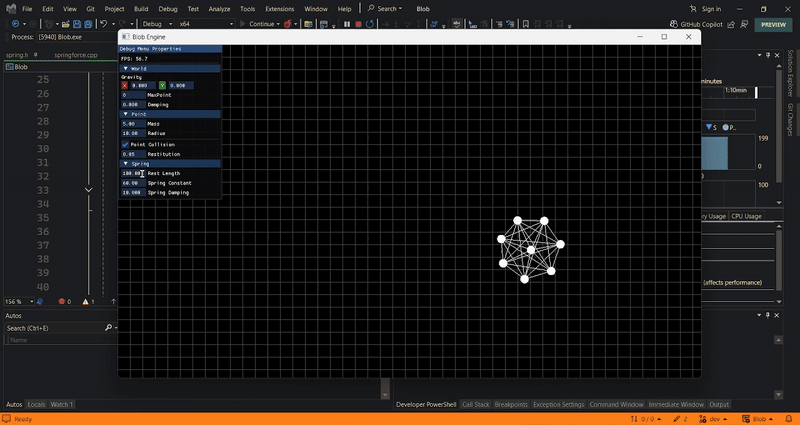 File Edit View Git Project Build Debug Test Analyze Tools Extensions Window Help Search Blob
Debug x64 Continue GitHub Copilot PREVIEW
Process: [5940] Blob.exe
spring.h springforce.cpp
Blob
25
26
27
28
29
30
31
32
33
34
35
36
37
38
39
40
Blob Engine
Debug Menu Properties
FPS: 56.7
World
Gravity
X 0.000 Y 0.000
8 MaxPoint
0.000 Damping
Point
5.00 Mass
10.00 Radius
Point Collision
0.05 Restitution
Spring
100.00 Rest Length
60.00 Spring Constant
10.000 Spring Damping
Solution Explorer
Git Changes
minutes
1:10min
S P..
199
0
100
0
ry Usage CPU Usage
(affects performance)
156 % 0 1
Autos
Search (Ctrl+E)
Name
Autos Locals Watch 1
Developer PowerShell Call Stack Breakpoints Exception Settings Command Window Immediate Window Output
Ready 0 / 0 2 dev Blob